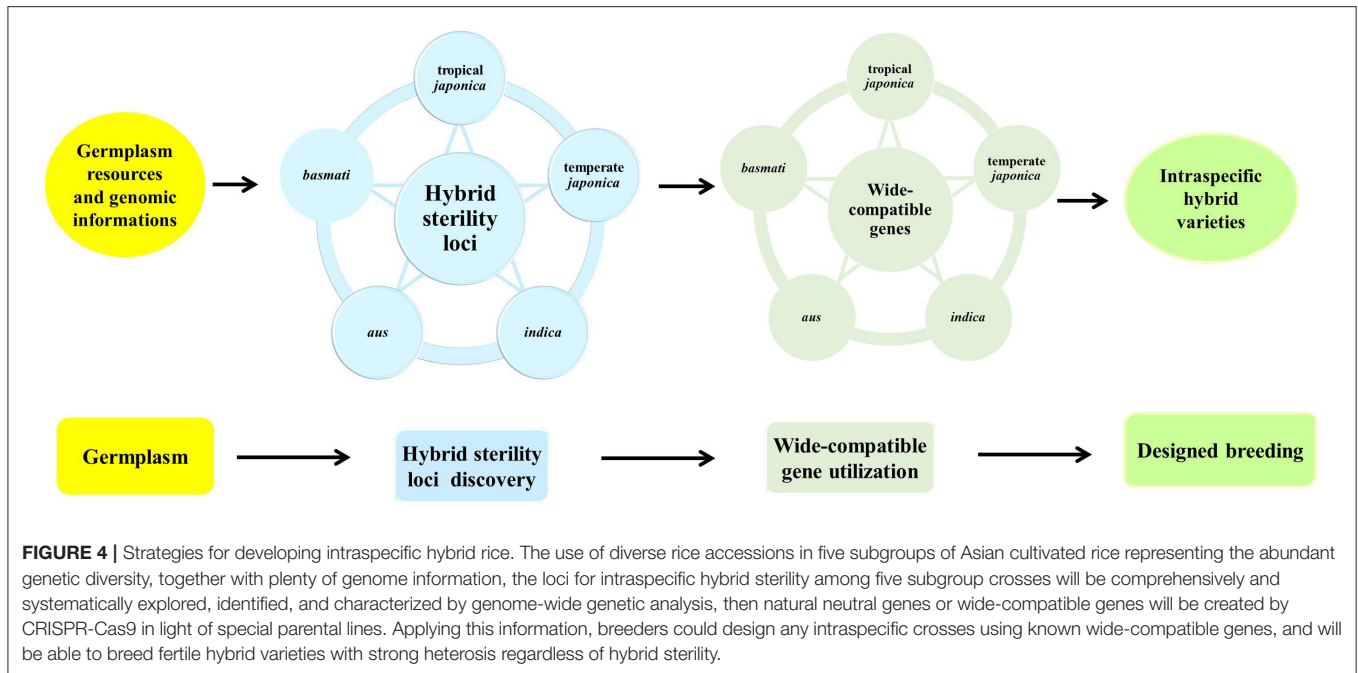 Germplasm
resources
and genomic
informations
tropical
japonica
basmati
temperate
japonica
Hybrid
sterility
loci
aus
indica
tropical
japonica
basmati
temperate
japonica
Wide-
compatible
genes
aus
indica
Intraspecific
hybrid
varieties
Germplasm
Hybrid sterility
loci discovery
Wide-compatible
gene utilization
Designed breeding
FIGURE 4 | Strategies for developing intraspecific hybrid rice. The use of diverse rice accessions in five subgroups of Asian cultivated rice representing the abundant
genetic diversity, together with plenty of genome information, the loci for intraspecific hybrid sterility among five subgroup crosses will be comprehensively and
systematically explored, identified, and characterized by genome-wide genetic analysis, then natural neutral genes or wide-compatible genes will be created by
CRISPR-Cas9 in light of special parental lines. Applying this information, breeders could design any intraspecific crosses using known wide-compatible genes, and will
be able to breed fertile hybrid varieties with strong heterosis regardless of hybrid sterility.